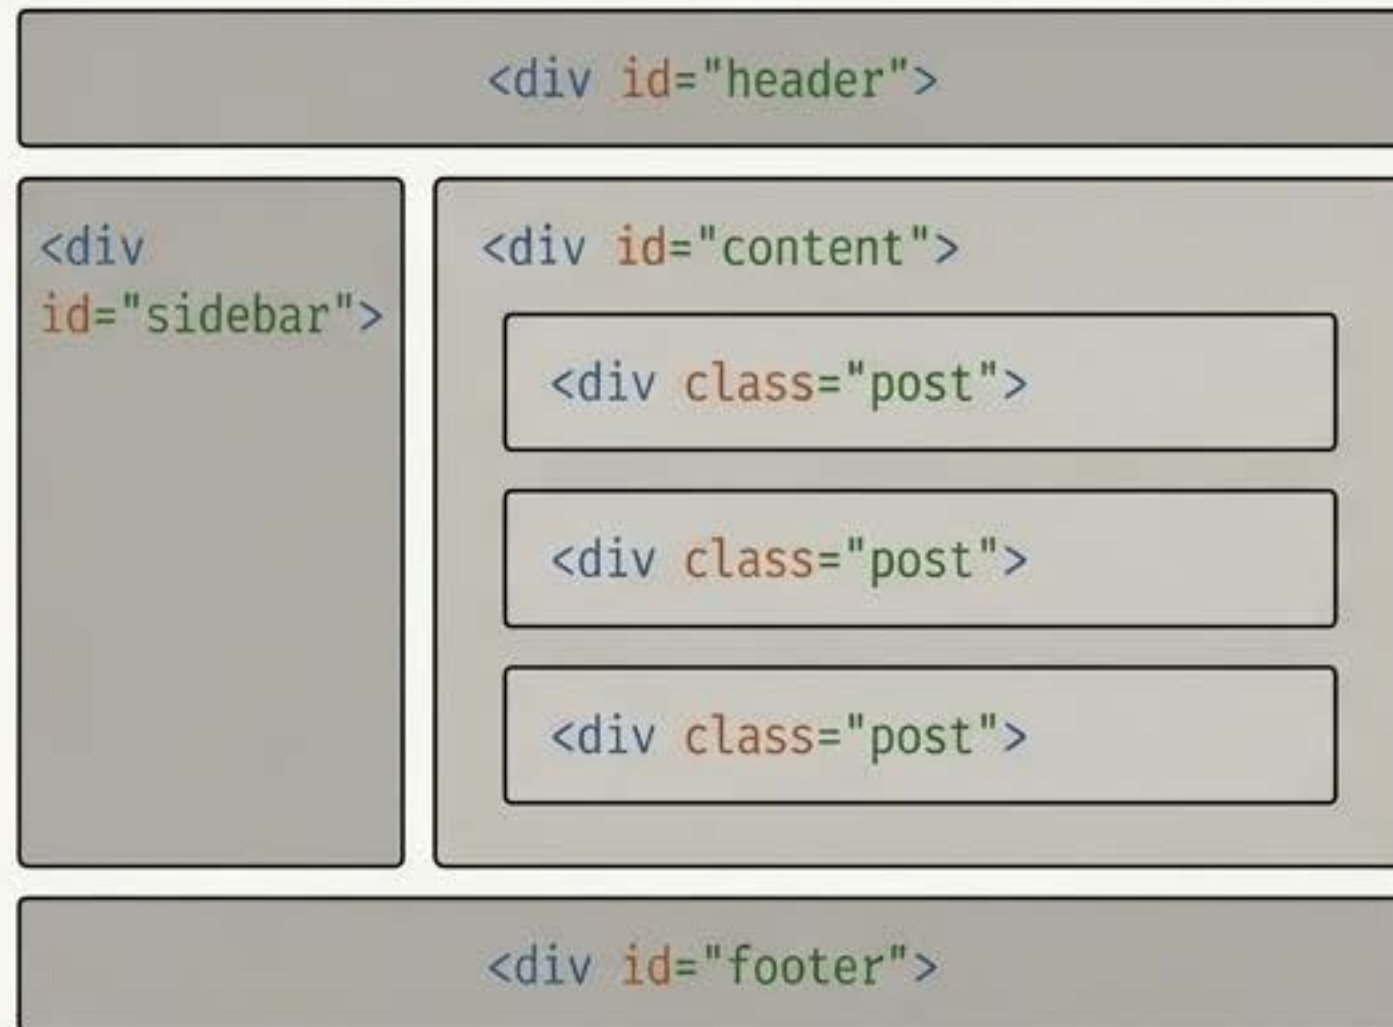 <div id="header">
<div
id="sidebar">
<div id="content">
<div class="post">
<div class="post">
<div class="post">
<div id="footer">